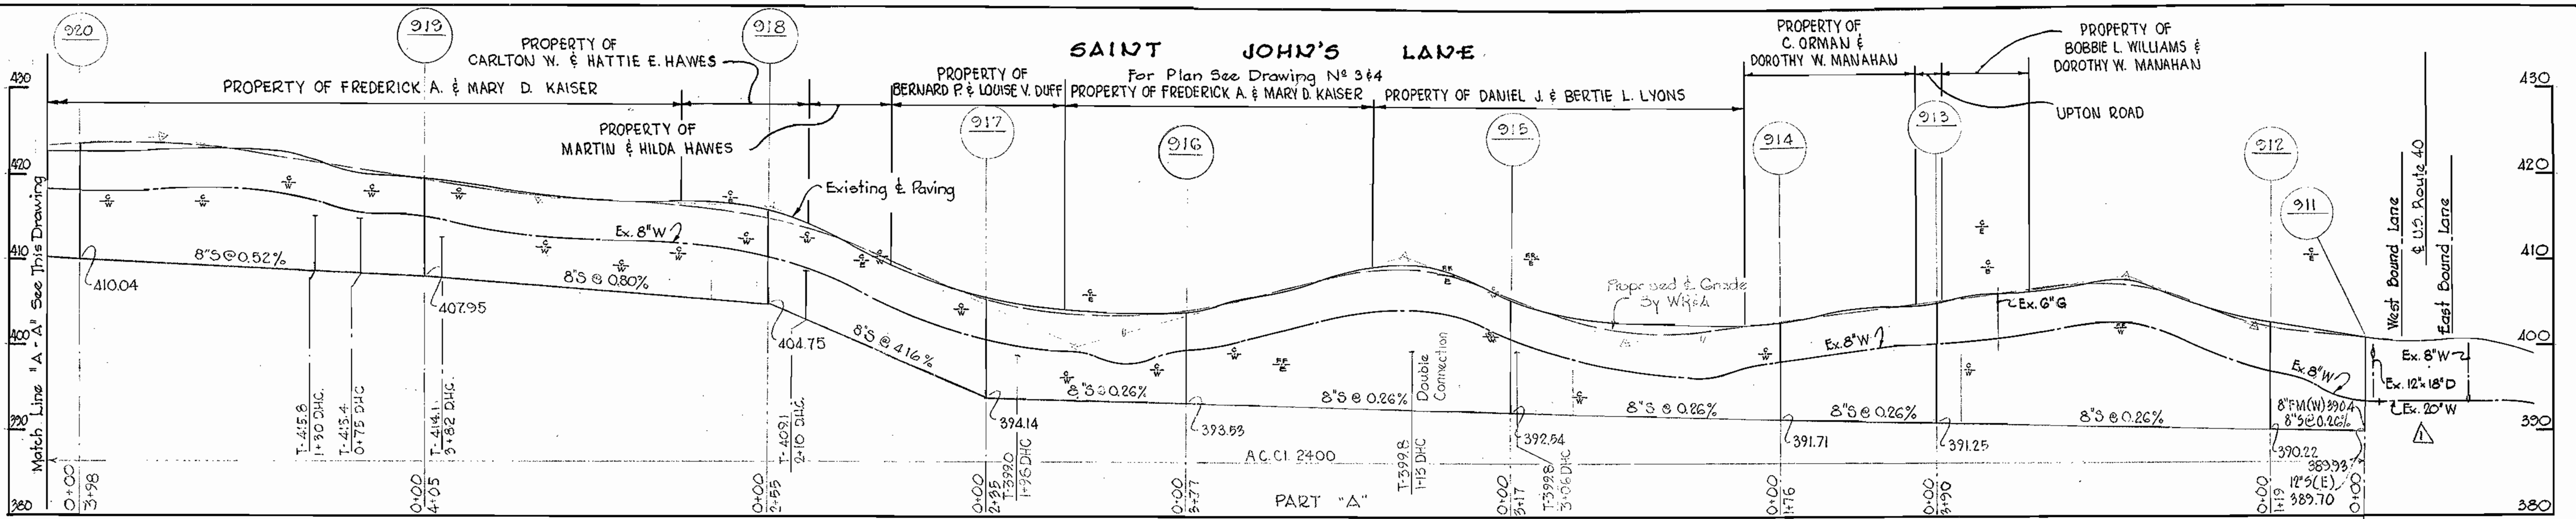 SAINT JOHN'S LANE
For Plan See Drawing Nº 3&4
920
919
918
917
916
915
914
913
912
911
PROPERTY OF FREDERICK A. & MARY D. KAISER
PROPERTY OF
CARLTON W. & HATTIE E. HAWES
PROPERTY OF
MARTIN & HILDA HAWES
PROPERTY OF
BERNARD P. & LOUISE V. DUFF
PROPERTY OF FREDERICK A. & MARY D. KAISER
PROPERTY OF DANIEL J. & BERTIE L. LYONS
PROPERTY OF
C. ORMAN &
DOROTHY W. MANAHAN
PROPERTY OF
BOBBIE L. WILLIAMS &
DOROTHY W. MANAHAN
UPTON ROAD
430
420
410
400
390
380
Match Line "A-A" See This Drawing
Existing ℄ Paving
Ex. 8"W
8"S @ 0.52%
8"S @ 0.80%
8"S @ 4.16%
8"S @ 0.26%
8"S @ 0.26%
8"S @ 0.26%
8"S @ 0.26%
8"S @ 0.26%
410.04
407.95
404.75
394.14
393.53
392.54
391.71
391.25
390.22
389.93
12"S(E)
389.70
T-415.8
1+30 D.H.C.
T-415.4
0+75 DHC
T-414.1
3+82 D.H.C.
T-409.1
2+10 D.H.C.
T-399.0
1+98 DHC
Double
Connection
T-399.8
1-13 DHC
T-399.8
3+06 DHC
Proposed ℄ Grade
By WR&A
Ex. 8"W
Ex. 6"G
Ex. 8"W
8"FM(W)390.4
8"S@0.26%
West Bound Lane
℄ U.S. Route 40
East Bound Lane
Ex. 8"W
Ex. 12"x18"D
Ex. 20"W
1
A.C.Cl. 2400
PART "A"
0+00
3+98
0+00
4+05
0+00
2+55
0+00
2+35
0+00
3+77
0+00
3+17
0+00
1+76
0+00
3+90
0+00
1+19
0+00
430
420
410
400
390
380